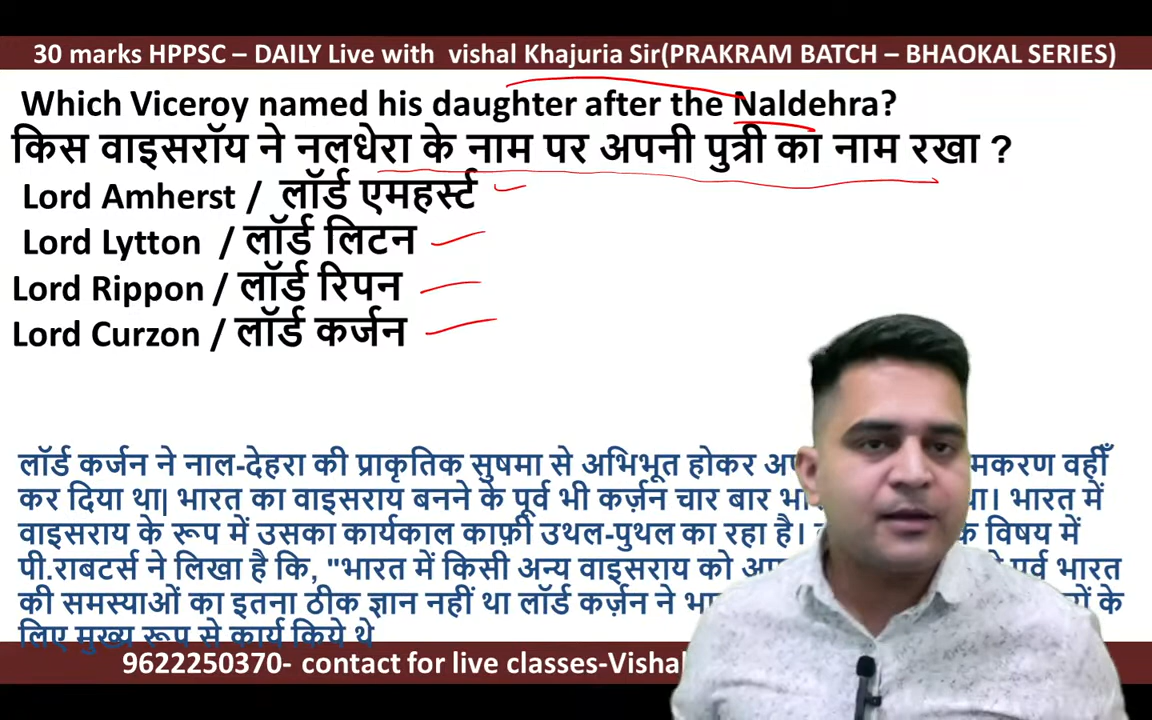 30 marks HPPSC – DAILY Live with vishal Khajuria Sir(PRAKRAM BATCH – BHAOKAL SERIES)
Which Viceroy named his daughter after the Naldehra?
किस वाइसरॉय ने नलधेरा के नाम पर अपनी पुत्री का नाम रखा ?
Lord Amherst / लॉर्ड एमहर्स्ट
Lord Lytton / लॉर्ड लिटन
Lord Rippon / लॉर्ड रिपन
Lord Curzon / लॉर्ड कर्जन
लॉर्ड कर्जन ने नाल-देहरा की प्राकृतिक सुषमा से अभिभूत होकर वहीँ
कर दिया था| भारत का वाइसराय बनने के पूर्व भी कर्ज़न चार बार था। भारत में
वाइसराय के रूप में उसका कार्यकाल काफ़ी उथल-पुथल का रहा है। विषय में
पी.राबटर्स ने लिखा है कि, "भारत में किसी अन्य वाइसराय को पूर्व भारत
की समस्याओं का इतना ठीक ज्ञान नहीं था लॉर्ड कर्ज़न ने के
लिए मुख्य रूप से कार्य किये थे
9622250370- contact for live classes-Vishal